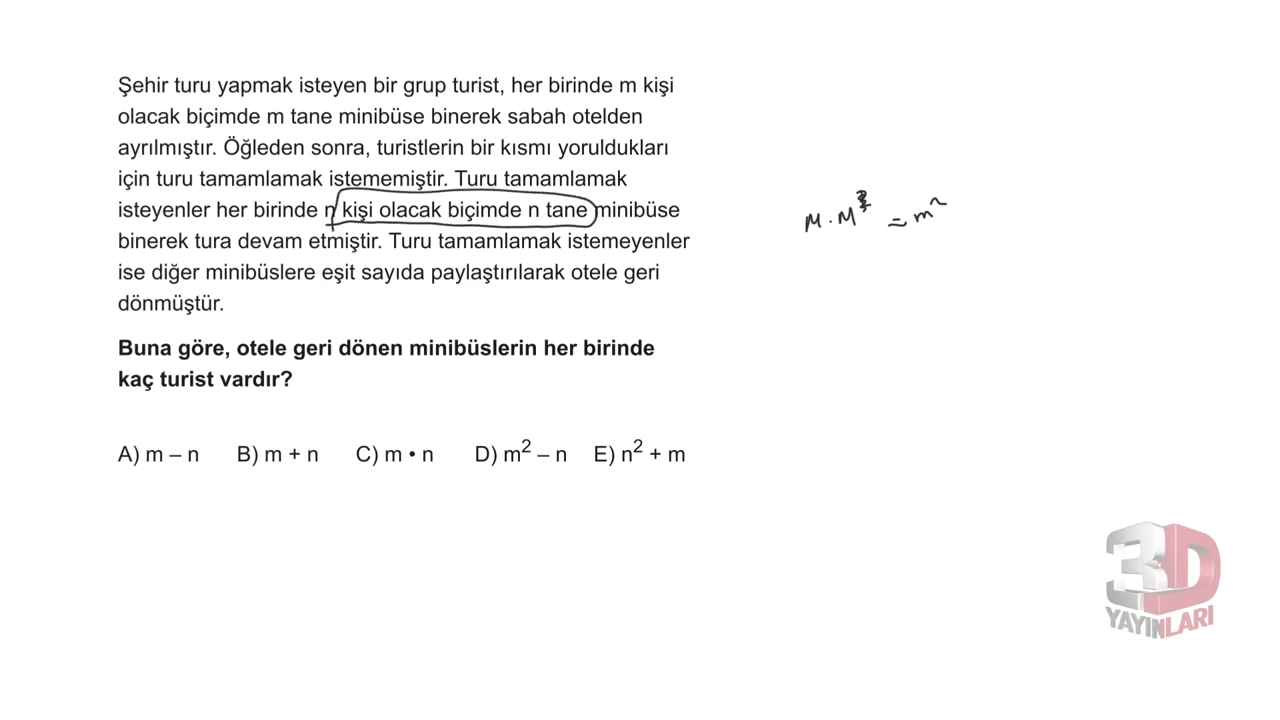 Şehir turu yapmak isteyen bir grup turist, her birinde m kişi
olacak biçimde m tane minibüse binerek sabah otelden
ayrılmıştır. Öğleden sonra, turistlerin bir kısmı yoruldukları
için turu tamamlamak istememiştir. Turu tamamlamak
isteyenler her birinde n kişi olacak biçimde n tane minibüse
binerek tura devam etmiştir. Turu tamamlamak istemeyenler
ise diğer minibüslere eşit sayıda paylaştırılarak otele geri
dönmüştür.
M . M = m²
Buna göre, otele geri dönen minibüslerin her birinde
kaç turist vardır?
A) m – n B) m + n C) m • n D) m² – n E) n² + m
3D
YAYINLARI